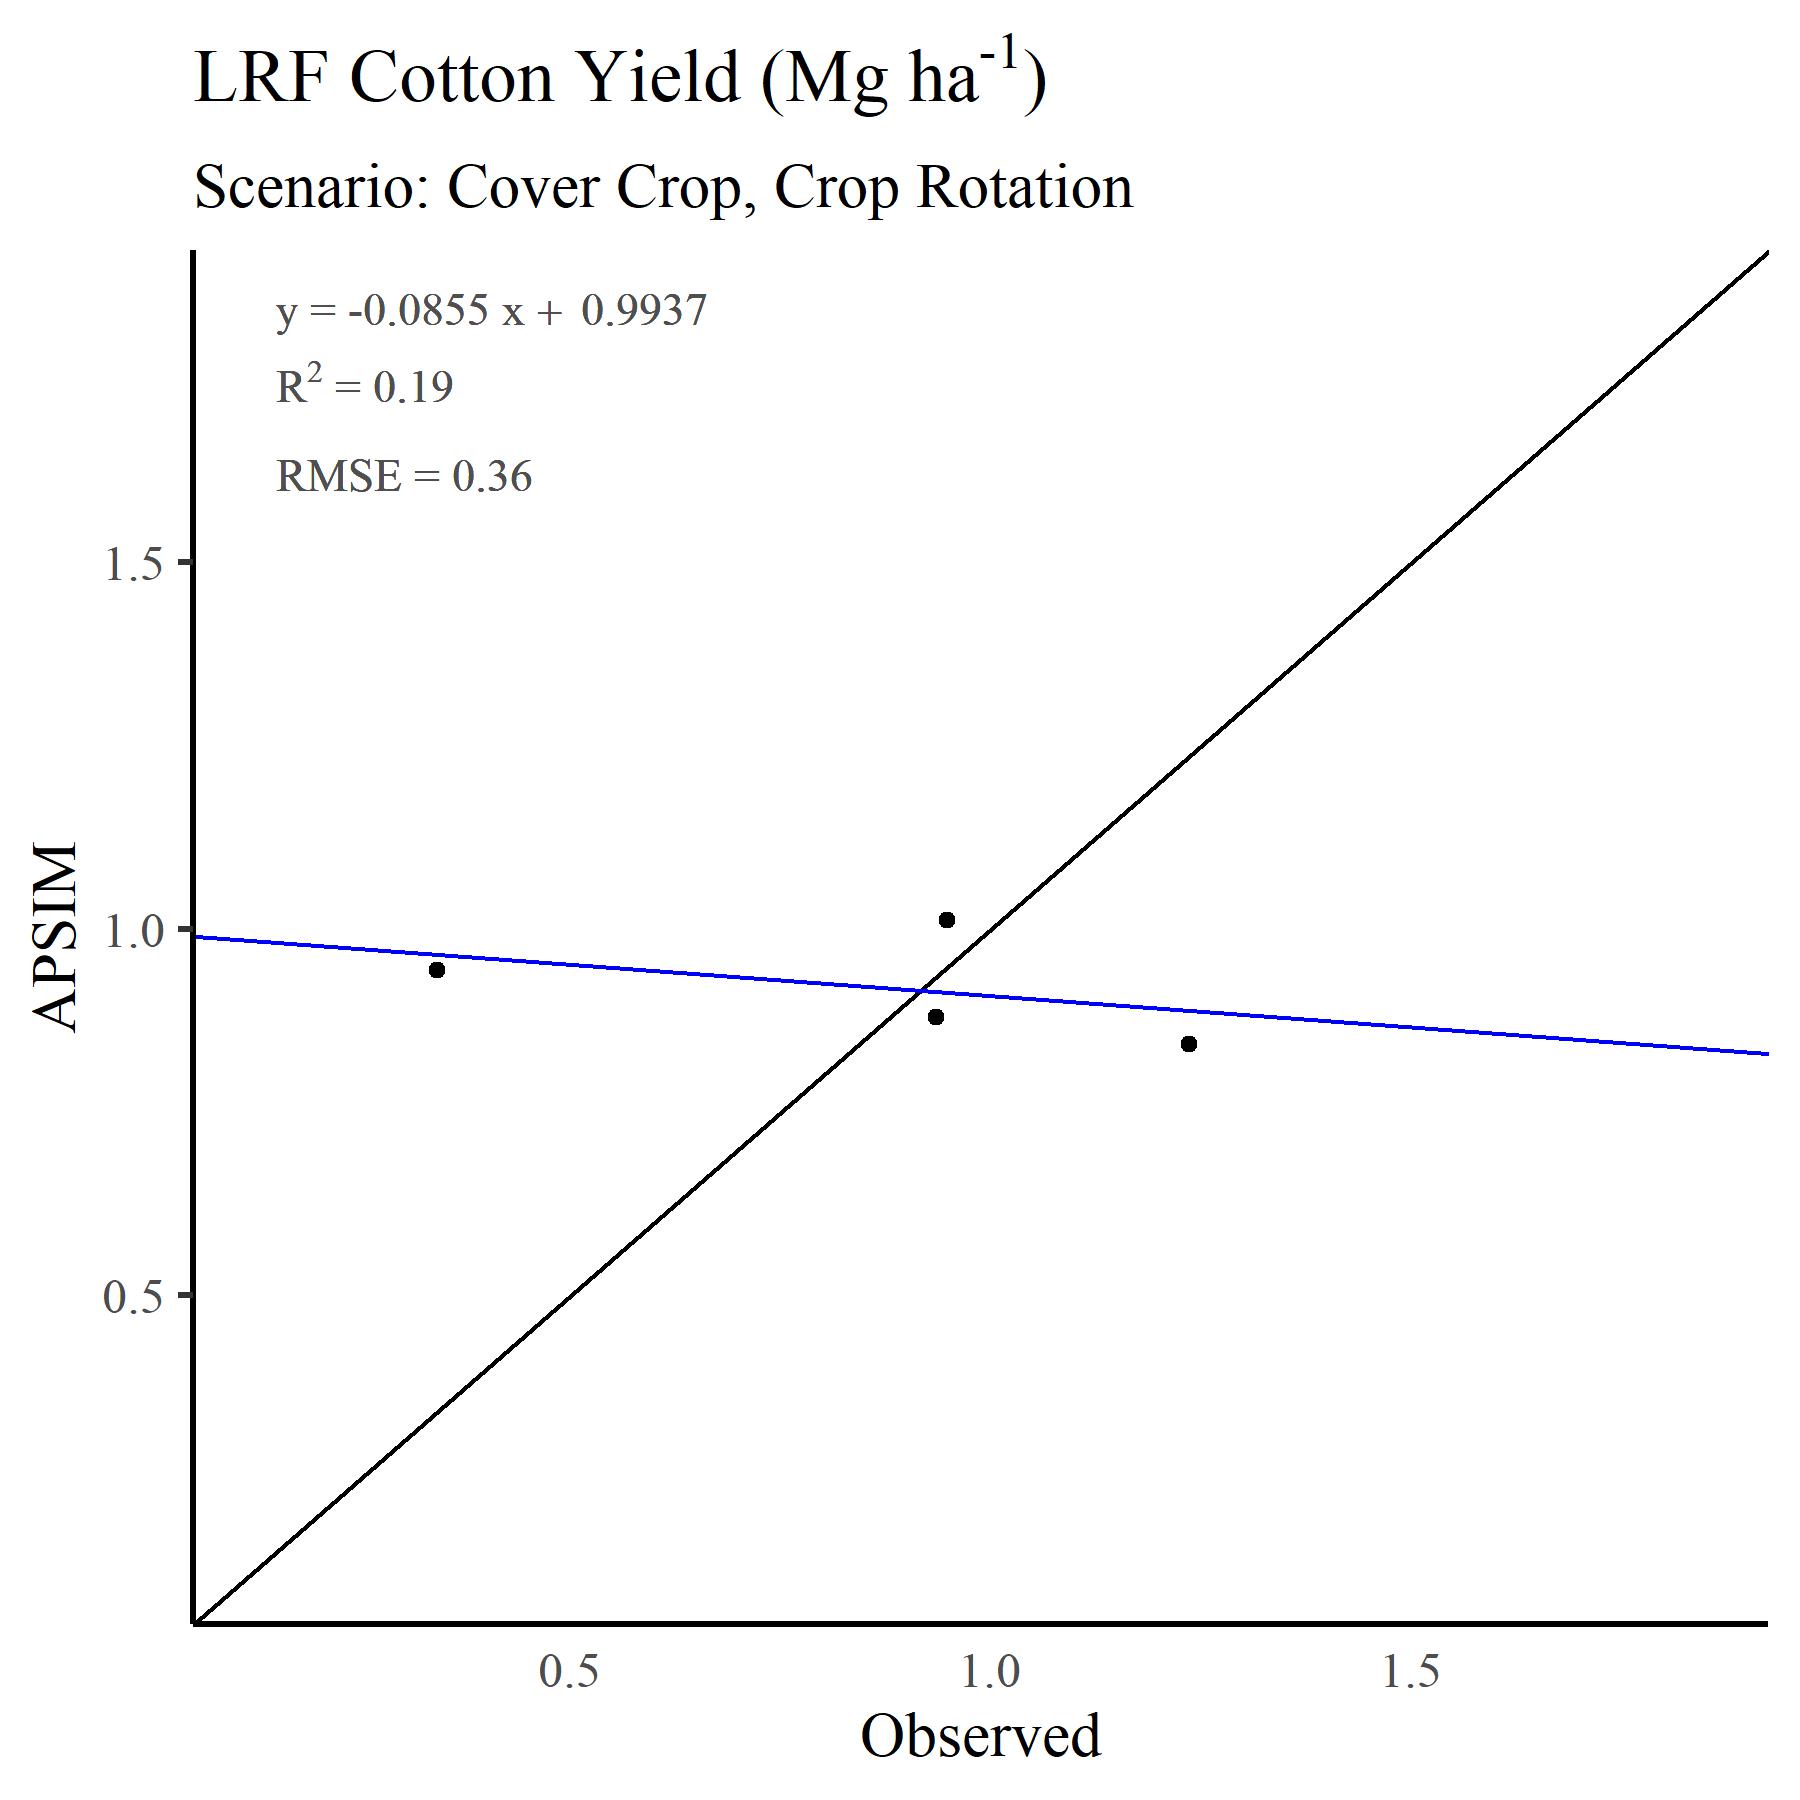 LRF Cotton Yield (Mg ha⁻¹)
Scenario: Cover Crop, Crop Rotation
y = -0.0855 x + 0.9937
R² = 0.19
RMSE = 0.36
1.5
1.0
0.5
APSIM
0.5 1.0 1.5
Observed